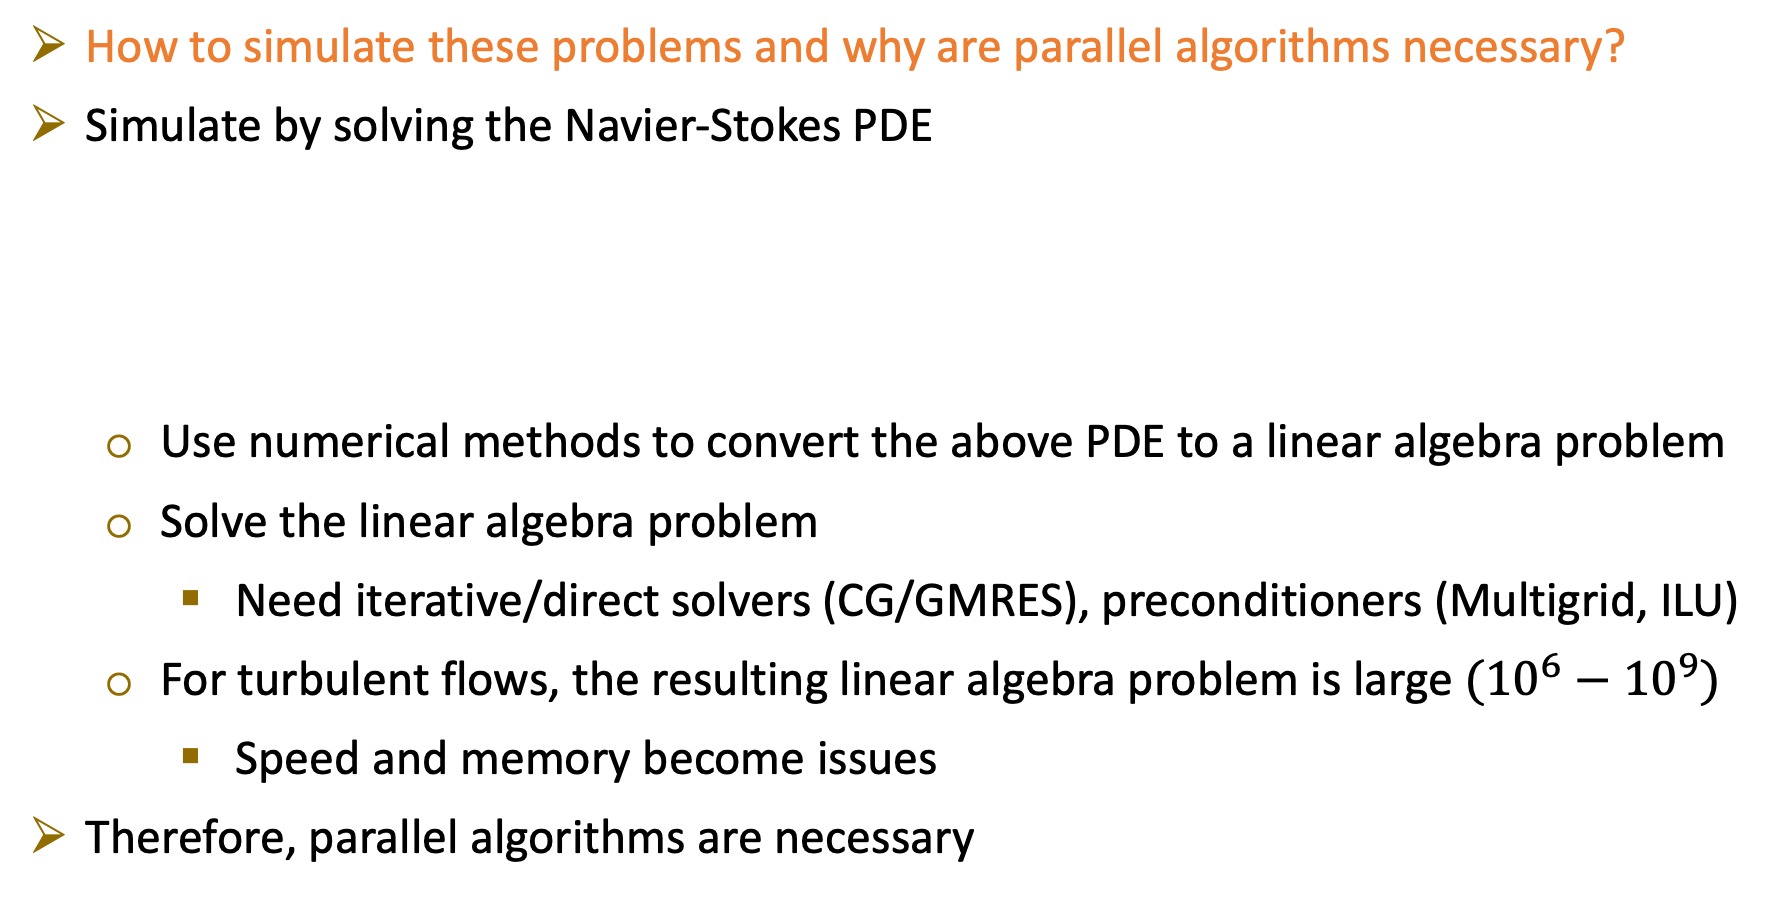 How to simulate these problems and why are parallel algorithms necessary?
Simulate by solving the Navier-Stokes PDE
Use numerical methods to convert the above PDE to a linear algebra problem
Solve the linear algebra problem
Need iterative/direct solvers (CG/GMRES), preconditioners (Multigrid, ILU)
For turbulent flows, the resulting linear algebra problem is large (10⁶ − 10⁹)
Speed and memory become issues
Therefore, parallel algorithms are necessary